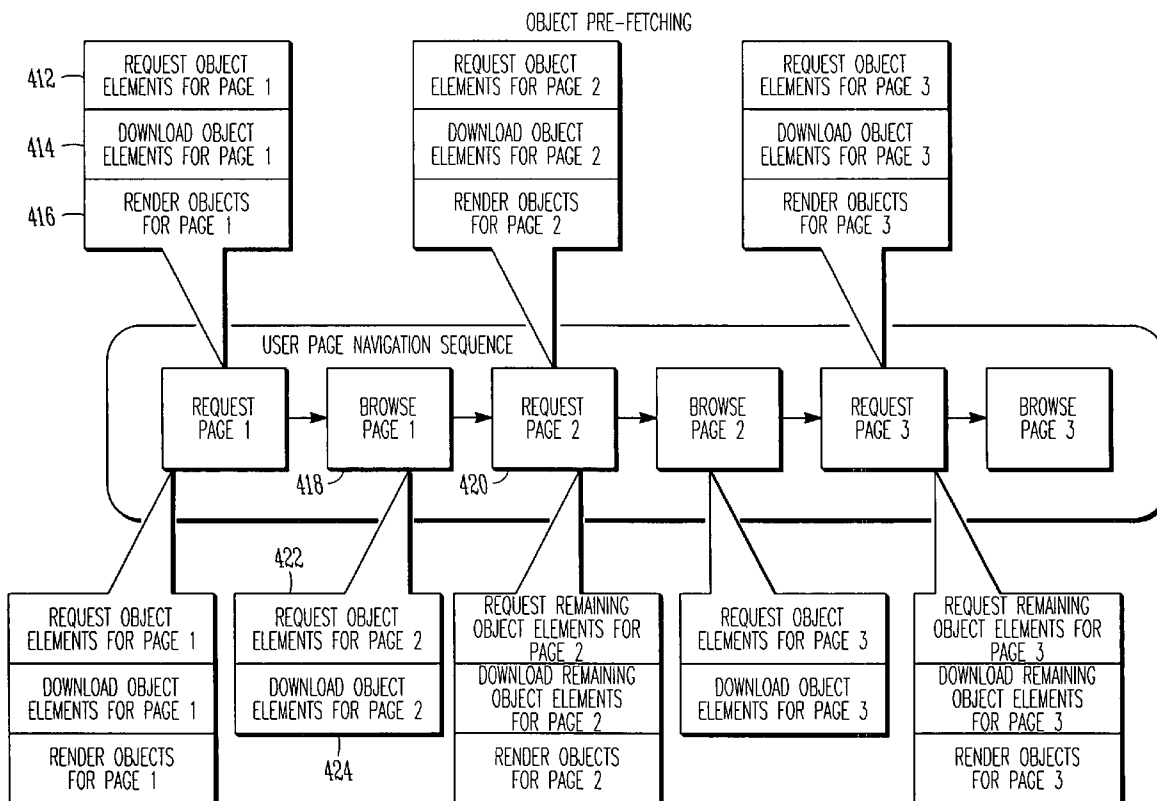 OBJECT PRE-FETCHING
412
REQUEST OBJECT
ELEMENTS FOR PAGE 1
414
DOWNLOAD OBJECT
ELEMENTS FOR PAGE 1
416
RENDER OBJECTS
FOR PAGE 1
REQUEST OBJECT
ELEMENTS FOR PAGE 2
DOWNLOAD OBJECT
ELEMENTS FOR PAGE 2
RENDER OBJECTS
FOR PAGE 2
REQUEST OBJECT
ELEMENTS FOR PAGE 3
DOWNLOAD OBJECT
ELEMENTS FOR PAGE 3
RENDER OBJECTS
FOR PAGE 3
USER PAGE NAVIGATION SEQUENCE
REQUEST
PAGE 1
BROWSE
PAGE 1
418
REQUEST
PAGE 2
420
BROWSE
PAGE 2
REQUEST
PAGE 3
BROWSE
PAGE 3
REQUEST OBJECT
ELEMENTS FOR PAGE 1
DOWNLOAD OBJECT
ELEMENTS FOR PAGE 1
RENDER OBJECTS
FOR PAGE 1
422
REQUEST OBJECT
ELEMENTS FOR PAGE 2
DOWNLOAD OBJECT
ELEMENTS FOR PAGE 2
424
REQUEST REMAINING
OBJECT ELEMENTS FOR
PAGE 2
DOWNLOAD REMAINING
OBJECT ELEMENTS
FOR PAGE 2
RENDER OBJECTS
FOR PAGE 2
REQUEST OBJECT
ELEMENTS FOR PAGE 3
DOWNLOAD OBJECT
ELEMENTS FOR PAGE 3
REQUEST REMAINING
OBJECT ELEMENTS FOR
PAGE 3
DOWNLOAD REMAINING
OBJECT ELEMENTS
FOR PAGE 3
RENDER OBJECTS
FOR PAGE 3